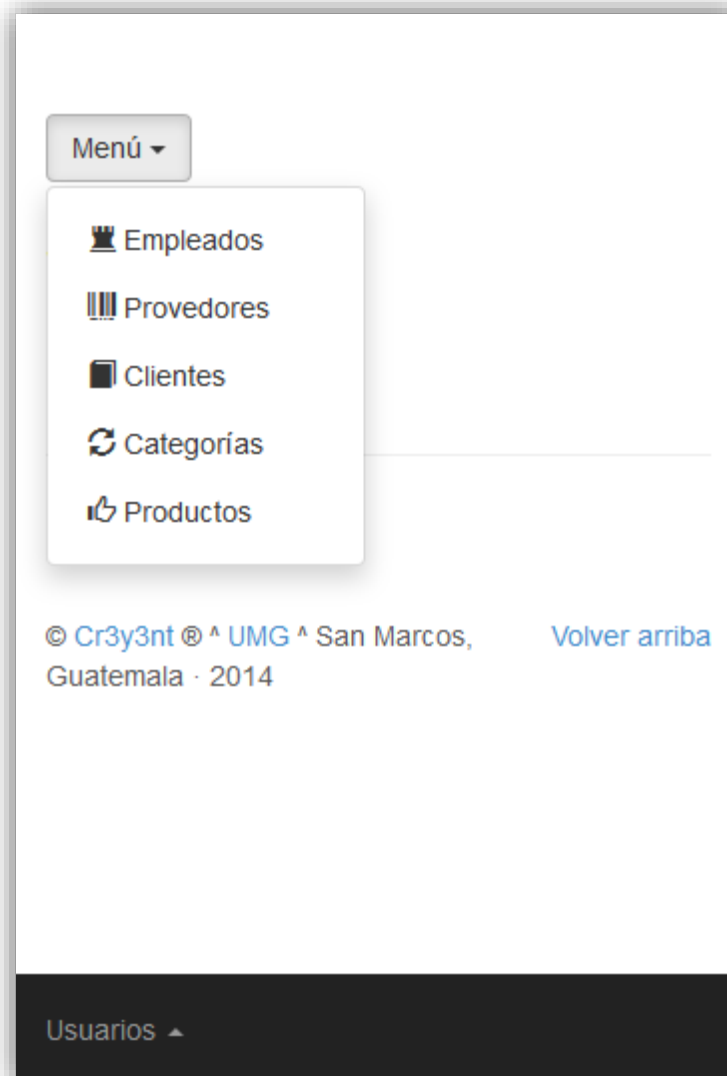 Menú
Empleados
Provedores
Clientes
Categorías
Productos
© Cr3y3nt ® ^ UMG ^ San Marcos, Volver arriba
Guatemala · 2014
Usuarios